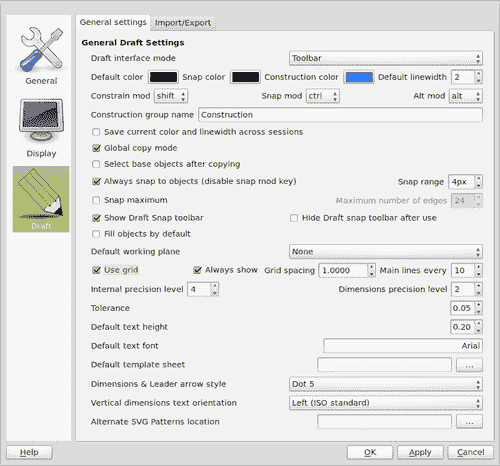 General settings Import/Export
General
Display
Draft
General Draft Settings
Draft interface mode Toolbar
Default color Snap color Construction color Default linewidth 2
Constrain mod shift Snap mod ctrl Alt mod alt
Construction group name Construction
Save current color and linewidth across sessions
Global copy mode
Select base objects after copying
Always snap to objects (disable snap mod key) Snap range 4px
Snap maximum Maximum number of edges 24
Show Draft Snap toolbar Hide Draft snap toolbar after use
Fill objects by default
Default working plane None
Use grid Always show Grid spacing 1.0000 Main lines every 10
Internal precision level 4 Dimensions precision level 2
Tolerance 0.05
Default text height 0.20
Default text font Arial
Default template sheet ...
Dimensions & Leader arrow style Dot 5
Vertical dimensions text orientation Left (ISO standard)
Alternate SVG Patterns location ...
Help OK Apply Cancel